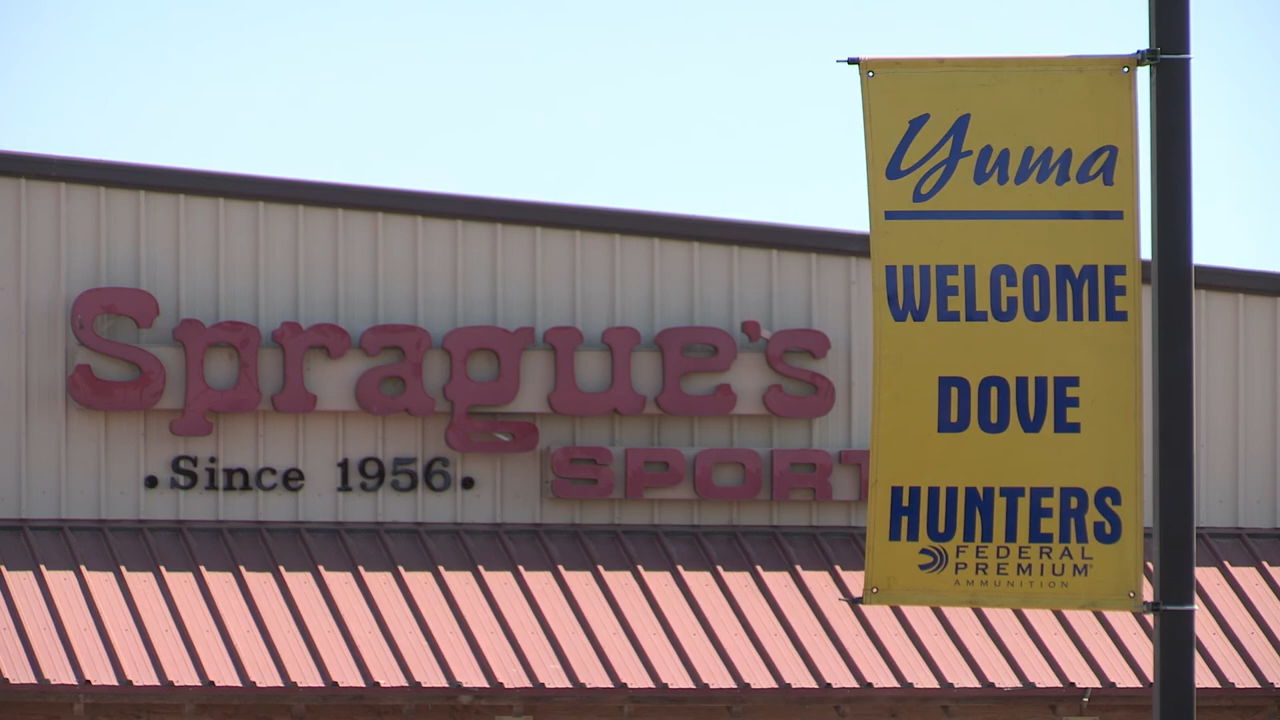 Sprague's
.Since 1956.
SPORT
Yuma
WELCOME
DOVE
HUNTERS
FEDERAL
PREMIUM®
AMMUNITION